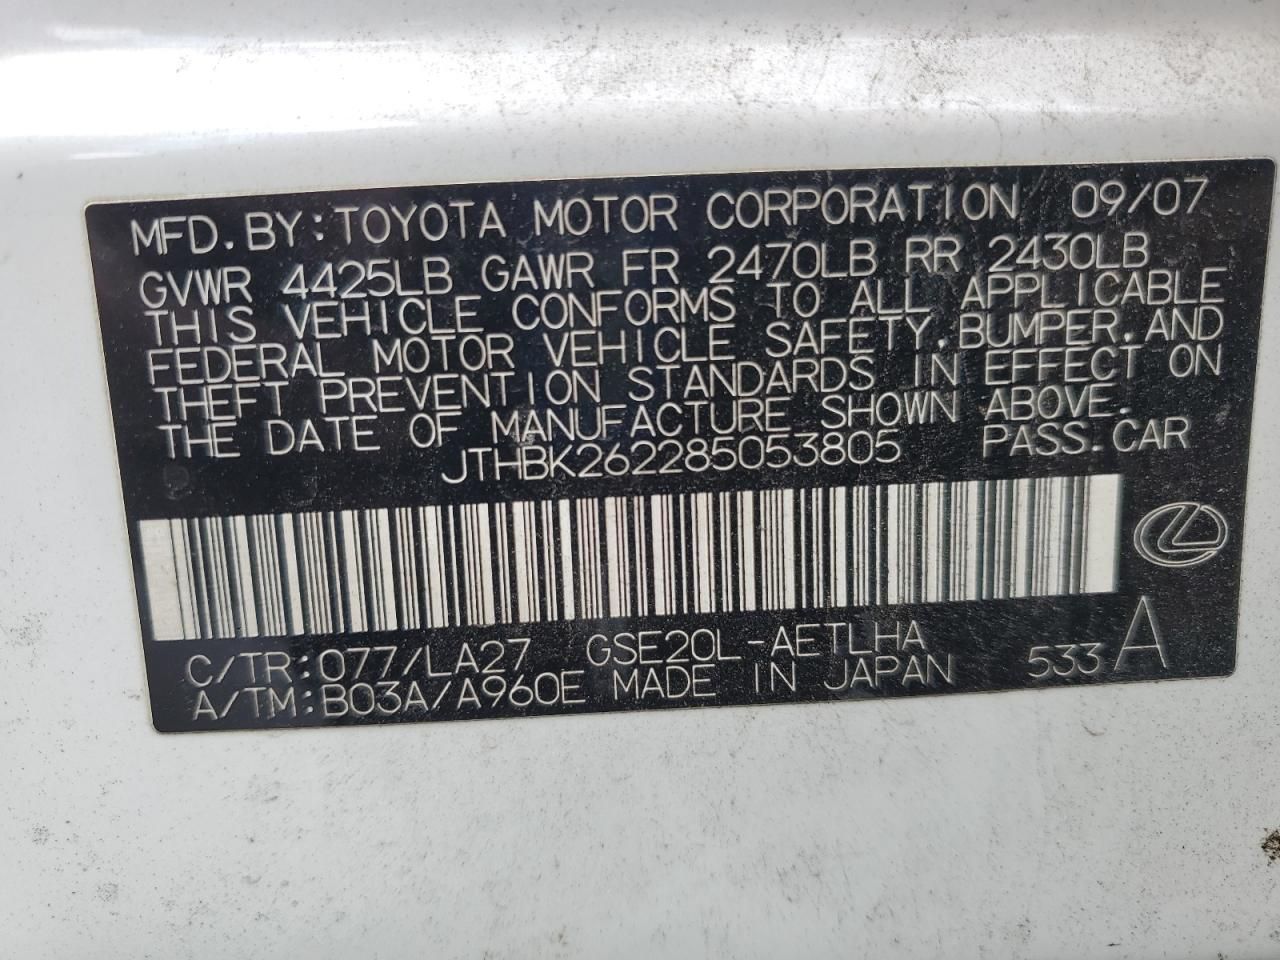 MFD.BY:TOYOTA MOTOR CORPORATION 09/07
GVWR 4425LB GAWR FR 2470LB RR 2430LB
THIS VEHICLE CONFORMS TO ALL APPLICABLE
FEDERAL MOTOR VEHICLE SAFETY,BUMPER,AND
THEFT PREVENTION STANDARDS IN EFFECT ON
THE DATE OF MANUFACTURE SHOWN ABOVE.
JTHBK262285053805 PASS.CAR
C/TR:077/LA27 GSE20L-AETLHA
A/TM:B03A/A960E MADE IN JAPAN 533 A